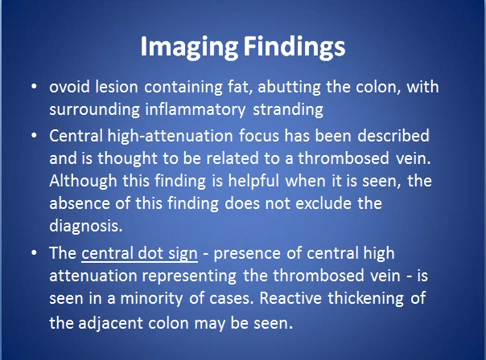 Imaging Findings
• ovoid lesion containing fat, abutting the colon, with
surrounding inflammatory stranding
• Central high-attenuation focus has been described
and is thought to be related to a thrombosed vein.
Although this finding is helpful when it is seen, the
absence of this finding does not exclude the
diagnosis.
• The central dot sign - presence of central high
attenuation representing the thrombosed vein - is
seen in a minority of cases. Reactive thickening of
the adjacent colon may be seen.